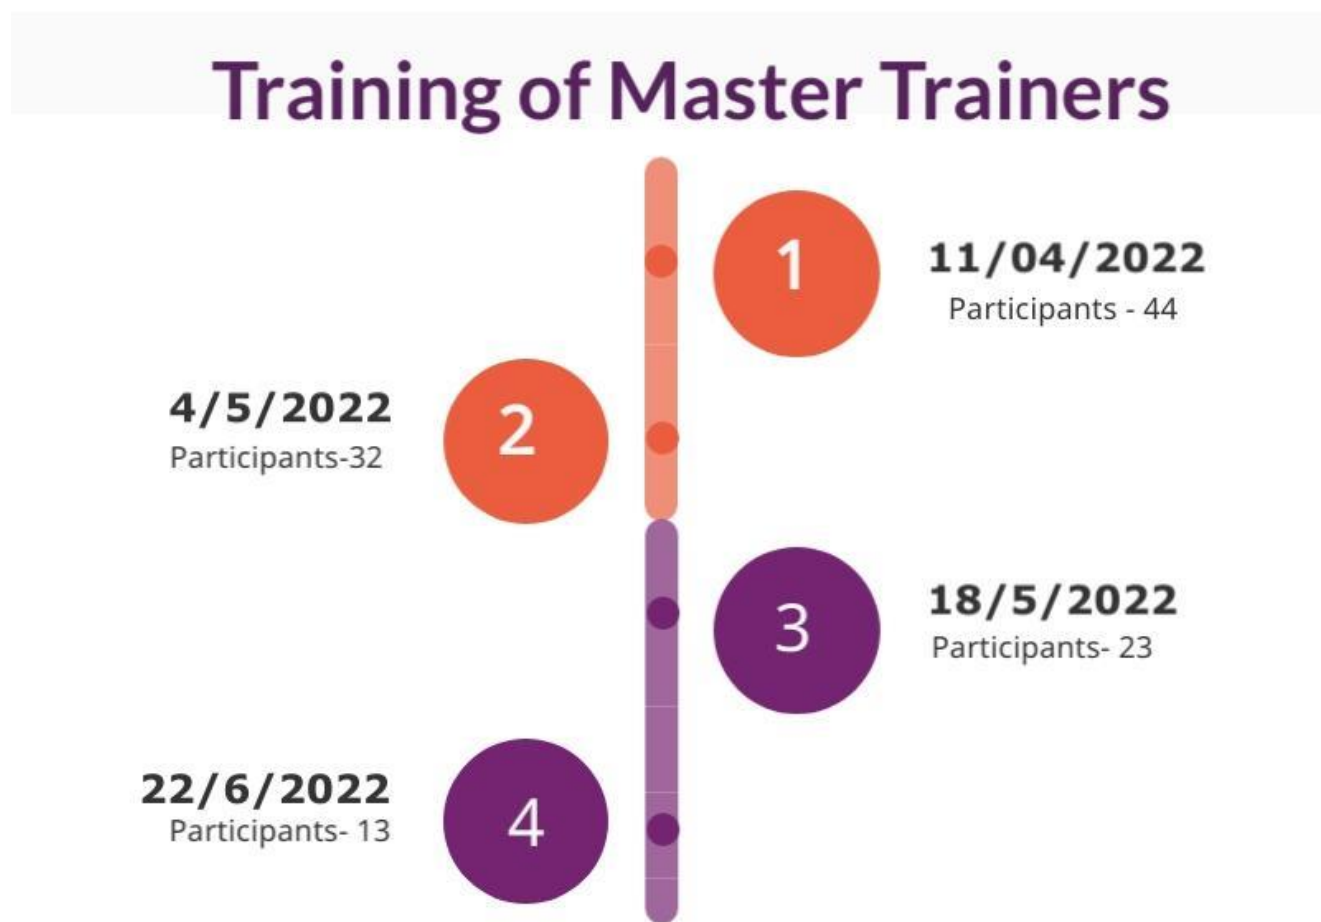 Training of Master Trainers
1
11/04/2022
Participants - 44
4/5/2022
Participants-32
2
3
18/5/2022
Participants- 23
22/6/2022
Participants- 13
4